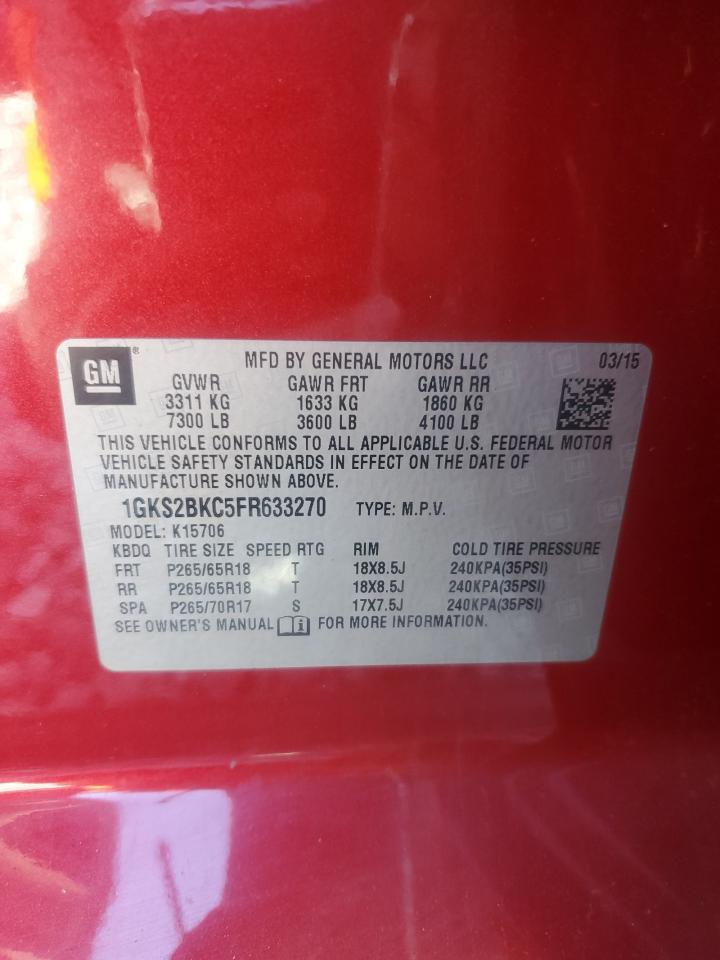 GM® MFD BY GENERAL MOTORS LLC 03/15
GVWR GAWR FRT GAWR RR
3311 KG 1633 KG 1860 KG
7300 LB 3600 LB 4100 LB
THIS VEHICLE CONFORMS TO ALL APPLICABLE U.S. FEDERAL MOTOR
VEHICLE SAFETY STANDARDS IN EFFECT ON THE DATE OF
MANUFACTURE SHOWN ABOVE.
1GKS2BKC5FR633270 TYPE: M.P.V.
MODEL: K15706
KBDQ TIRE SIZE SPEED RTG RIM COLD TIRE PRESSURE
FRT P265/65R18 T 18X8.5J 240KPA(35PSI)
RR P265/65R18 T 18X8.5J 240KPA(35PSI)
SPA P265/70R17 S 17X7.5J 240KPA(35PSI)
SEE OWNER'S MANUAL FOR MORE INFORMATION.